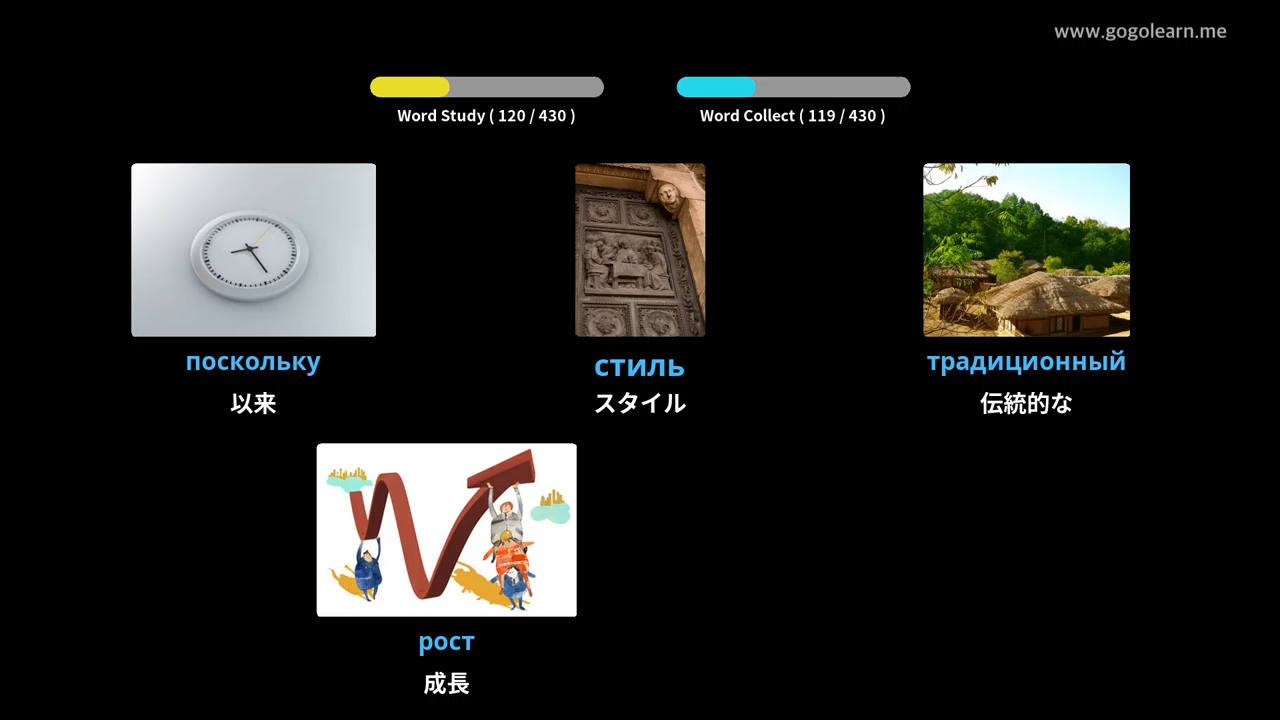 www.gogolearn.me
Word Study ( 120 / 430 )
Word Collect ( 119 / 430 )
поскольку
以来
стиль
スタイル
традиционный
伝統的な
рост
成長